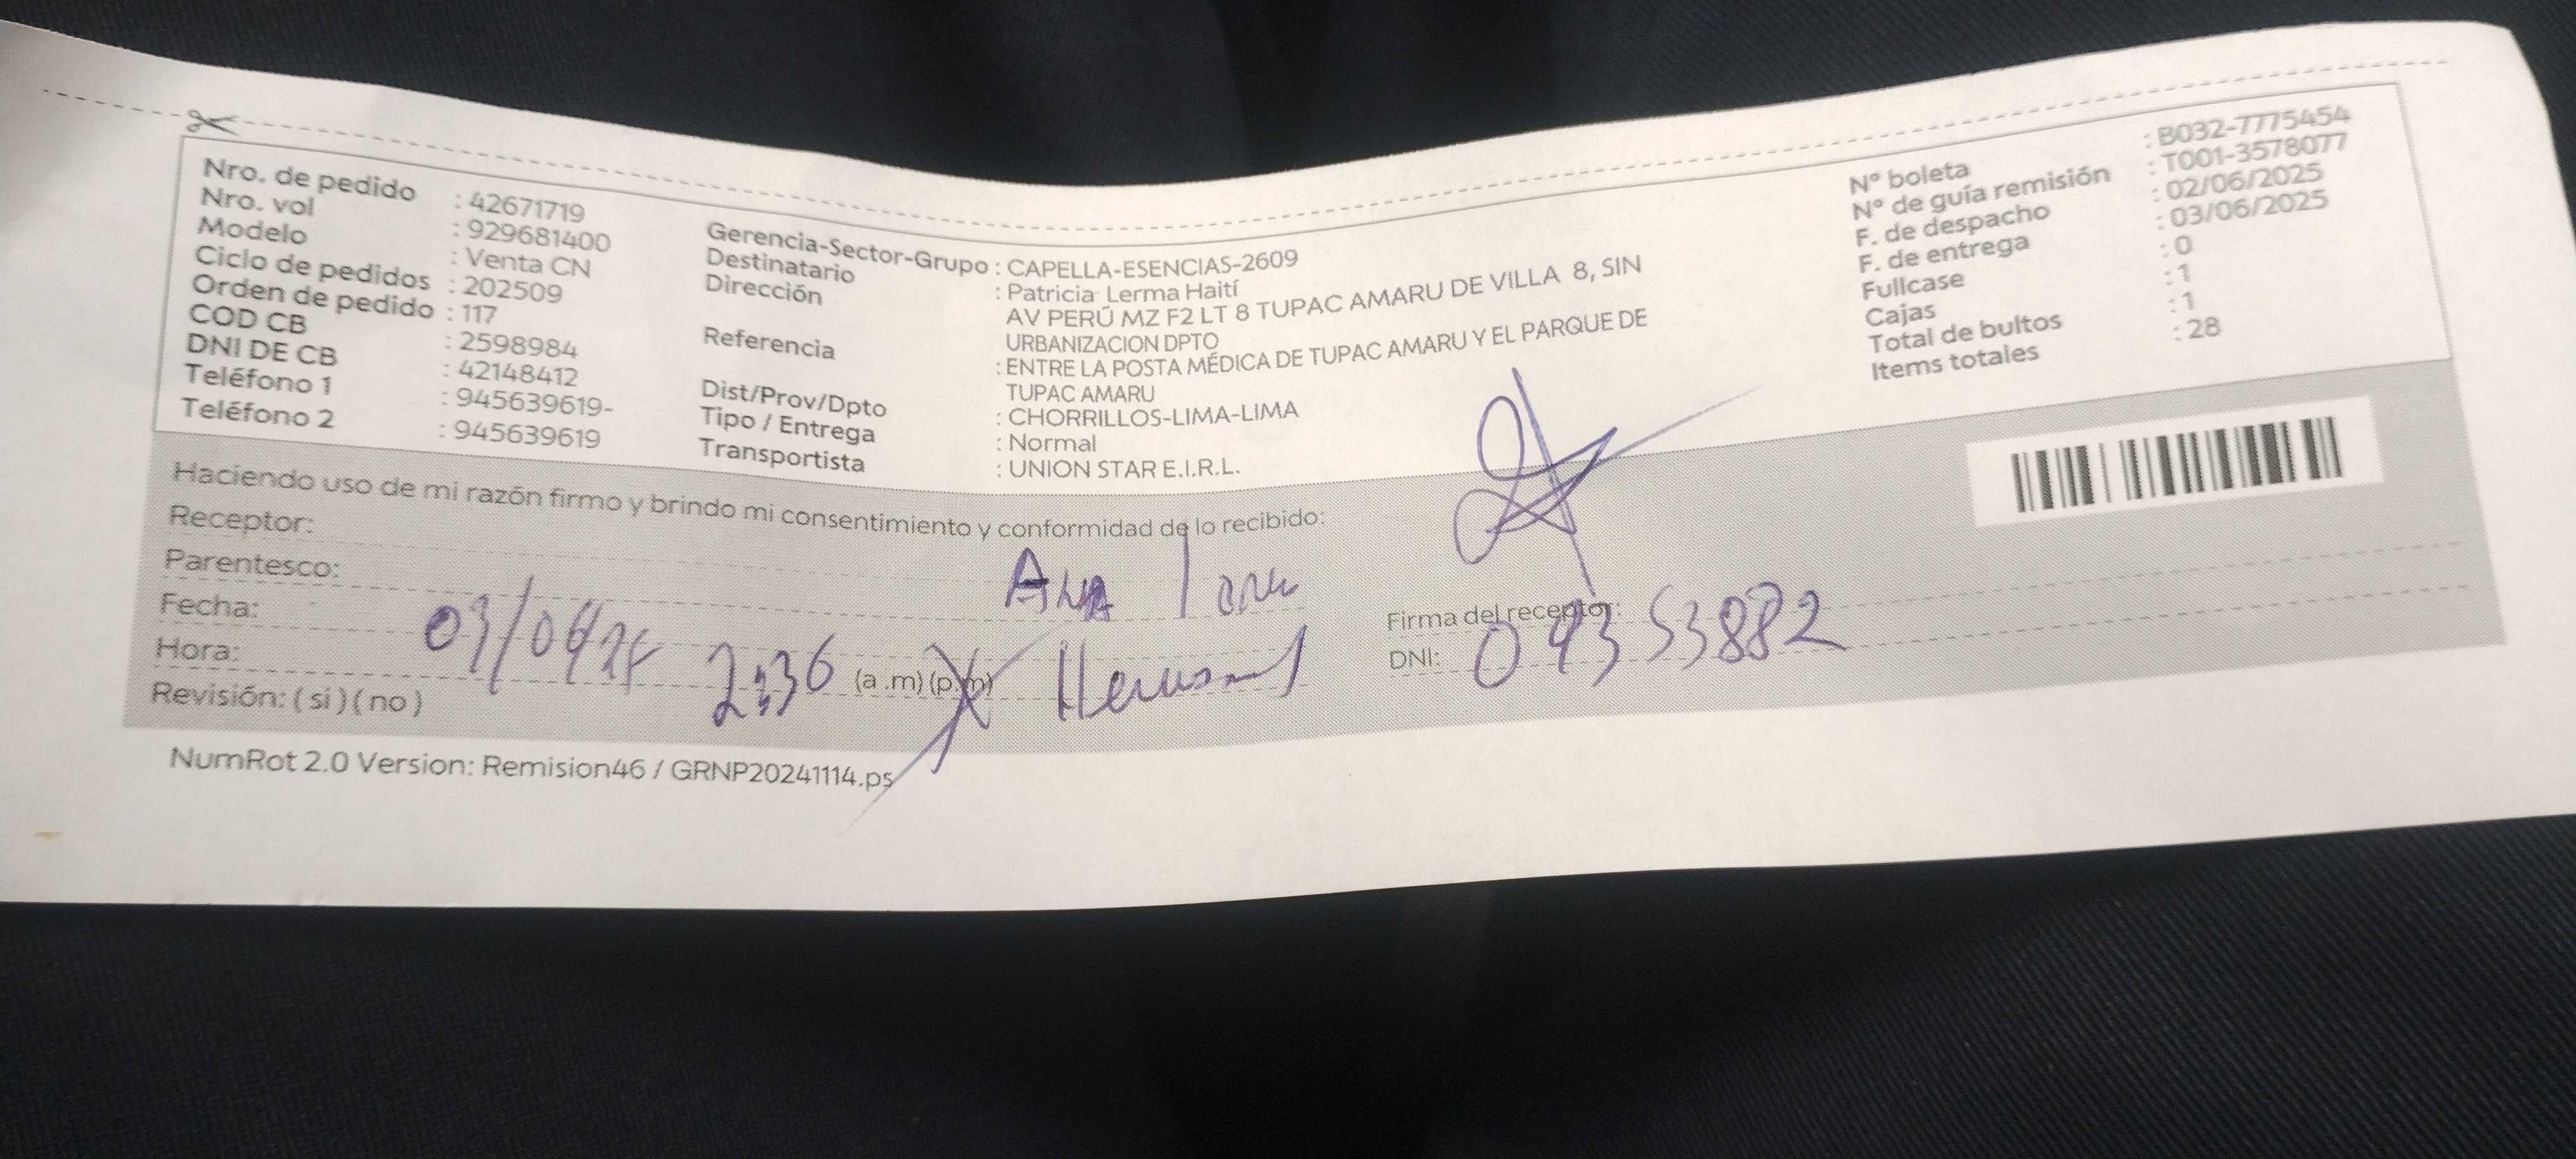 Nro. de pedido : 42671719
Nro. vol : 929681400
Modelo : Venta CN
Ciclo de pedidos : 202509
Orden de pedido : 117
COD CB : 2598984
DNI DE CB : 42148412
Teléfono 1 : 945639619-
Teléfono 2 : 945639619
Gerencia-Sector-Grupo : CAPELLA-ESENCIAS-2609
Destinatario : Patricia Lerma Haití
Dirección AV PERÚ MZ F2 LT 8 TUPAC AMARU DE VILLA 8, SIN
URBANIZACION DPTO
Referencia : ENTRE LA POSTA MÉDICA DE TUPAC AMARU Y EL PARQUE DE
TUPAC AMARU
Dist/Prov/Dpto : CHORRILLOS-LIMA-LIMA
Tipo / Entrega : Normal
Transportista : UNION STAR E.I.R.L.
N° boleta : B032-7775454
N° de guía remisión : T001-3578077
F. de despacho : 02/06/2025
F. de entrega : 03/06/2025
Fullcase : 0
Cajas : 1
Total de bultos : 1
Items totales : 28
Haciendo uso de mi razón firmo y brindo mi consentimiento y conformidad de lo recibido:
Receptor:
Parentesco: Ana
Fecha: 03/06/25
Hora: 2:36 (a .m) (p.m)
Revisión: ( si ) ( no )
Firma del receptor:
DNI: 09353882
NumRot 2.0 Version: Remision46 / GRNP20241114.ps